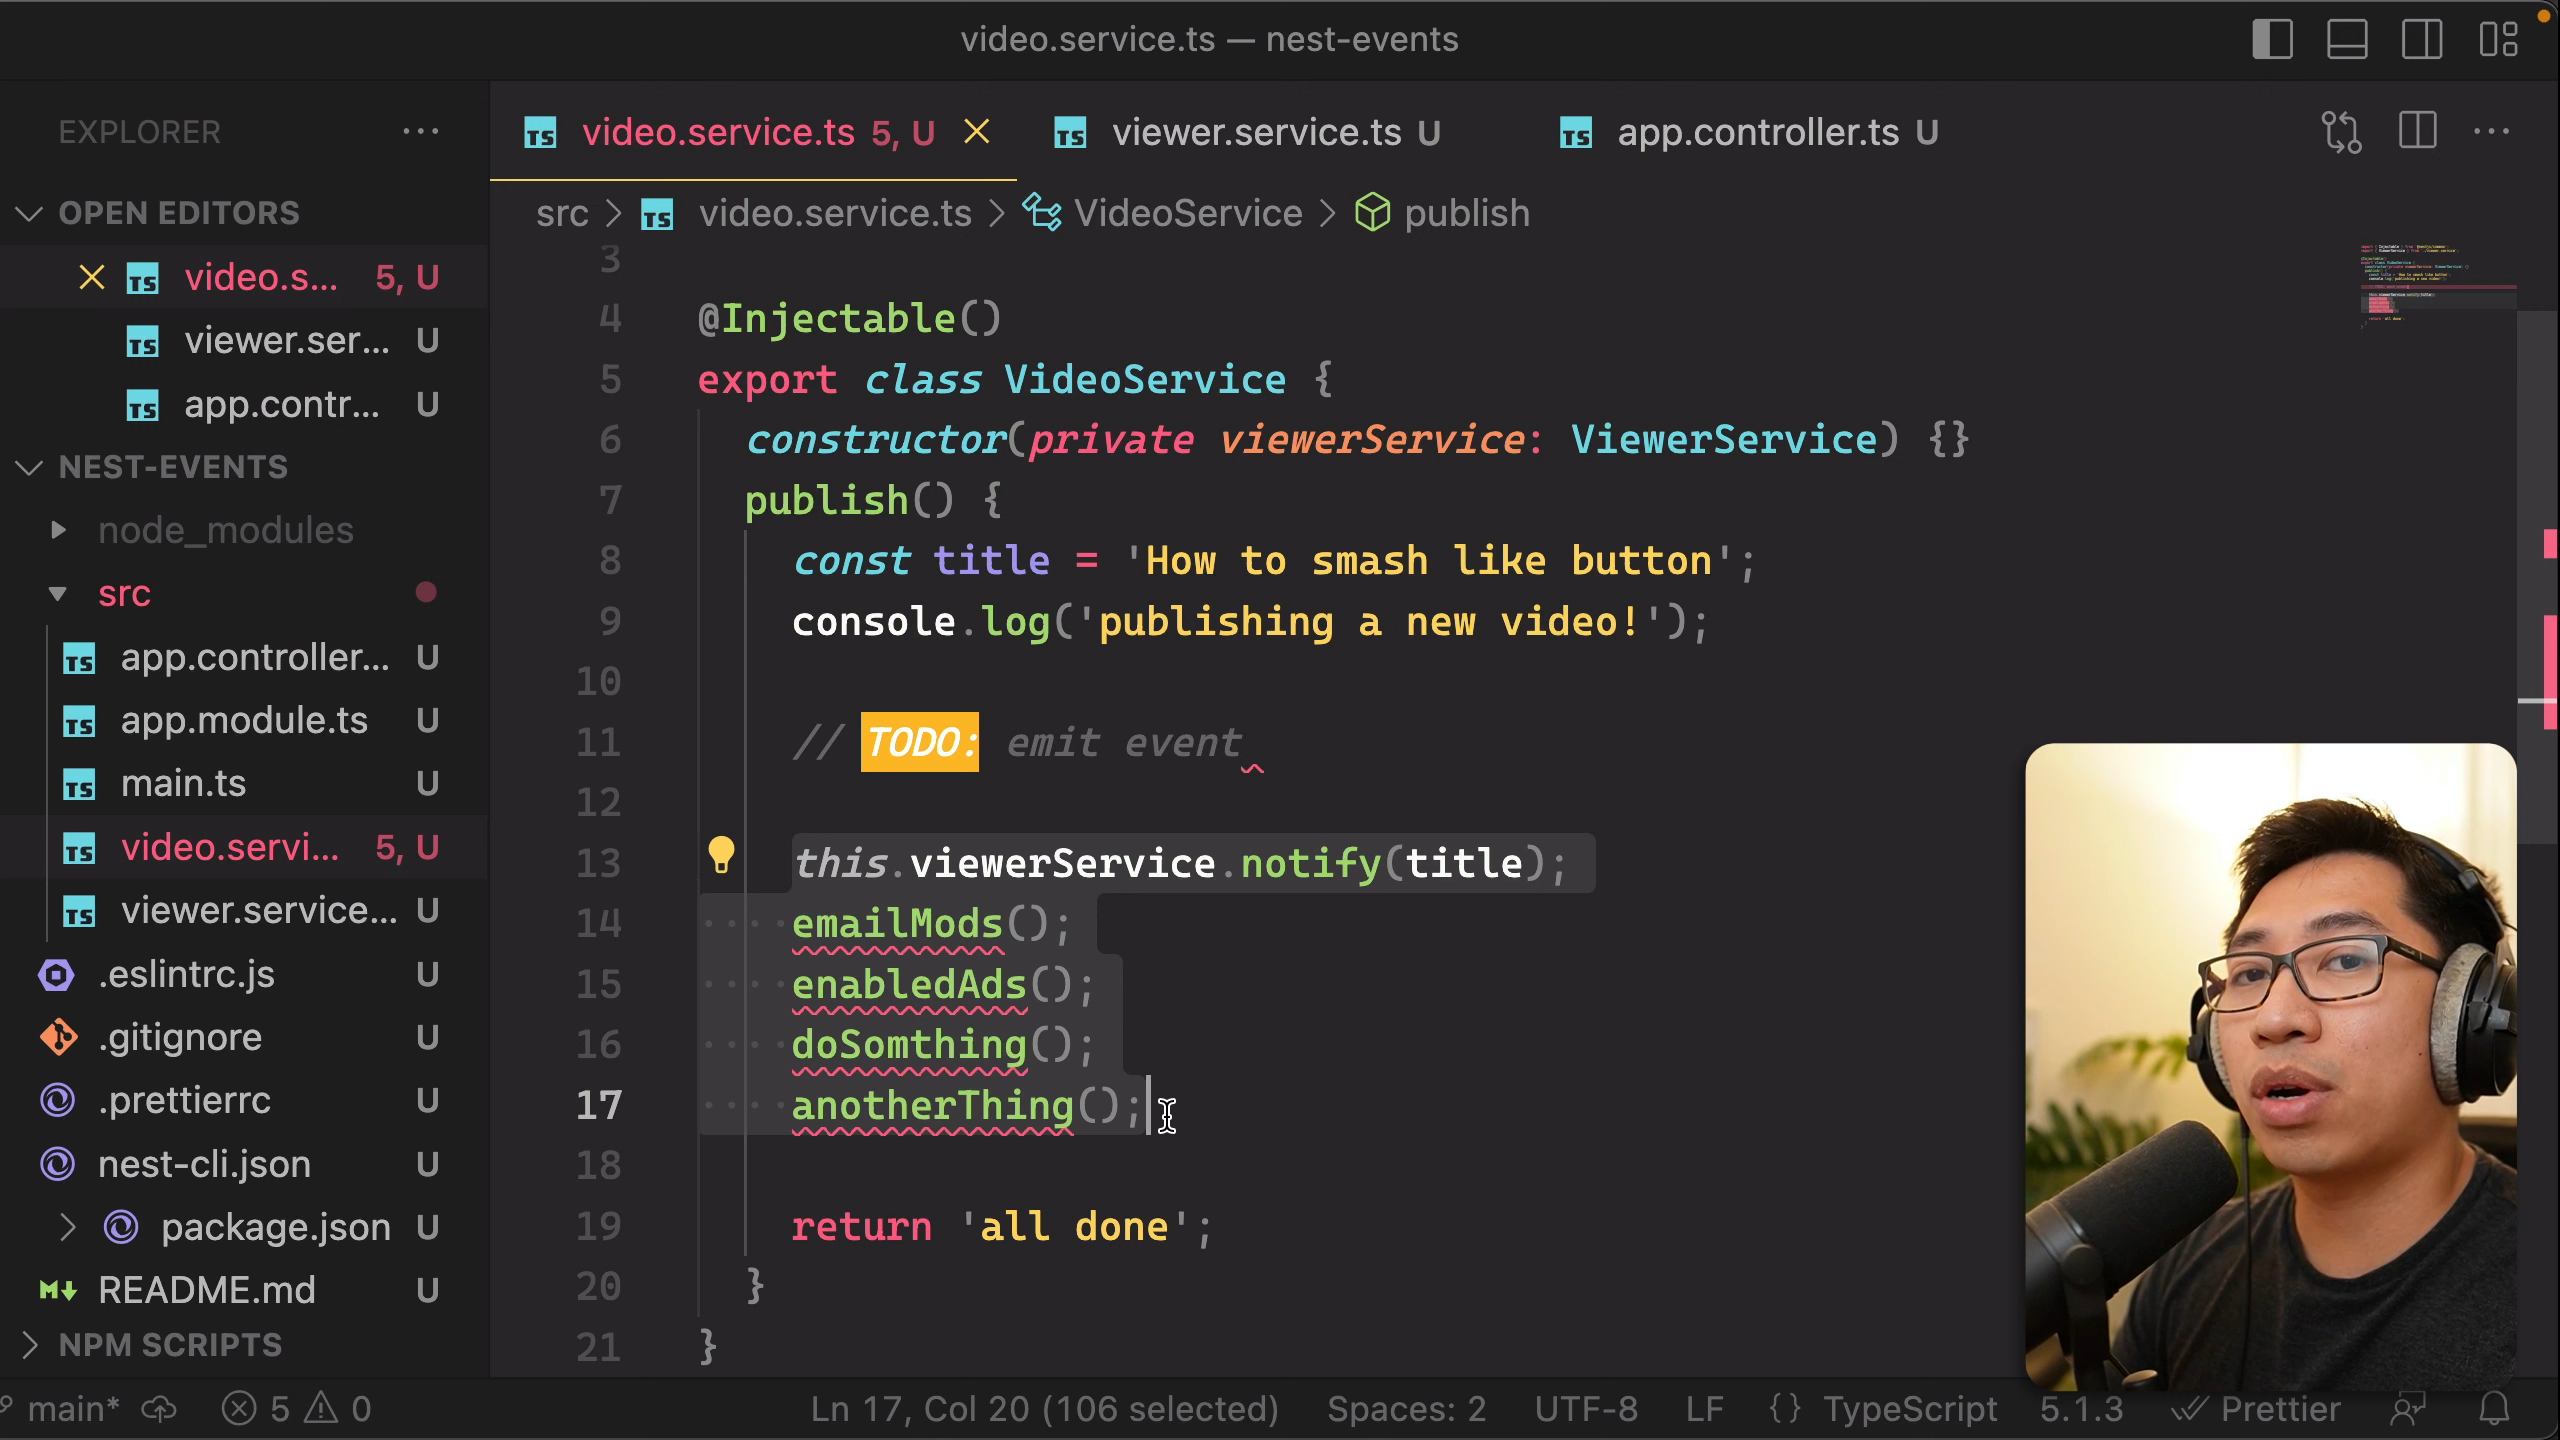 video.service.ts — nest-events
EXPLORER ···
OPEN EDITORS
video.s... 5, U
viewer.ser... U
app.contr... U
NEST-EVENTS
node_modules
src
app.controller... U
app.module.ts U
main.ts U
video.servi... 5, U
viewer.service... U
.eslintrc.js U
.gitignore U
.prettierrc U
nest-cli.json U
package.json U
README.md U
NPM SCRIPTS
video.service.ts 5, U
viewer.service.ts U
app.controller.ts U
src > video.service.ts > VideoService > publish
3
4 @Injectable()
5 export class VideoService {
6 constructor(private viewerService: ViewerService) {}
7 publish() {
8 const title = 'How to smash like button';
9 console.log('publishing a new video!');
10
11 // TODO: emit event
12
13 this.viewerService.notify(title);
14 emailMods();
15 enabledAds();
16 doSomthing();
17 anotherThing();
18
19 return 'all done';
20 }
21 }
main* 5 0 Ln 17, Col 20 (106 selected) Spaces: 2 UTF-8 LF {} TypeScript 5.1.3 Prettier